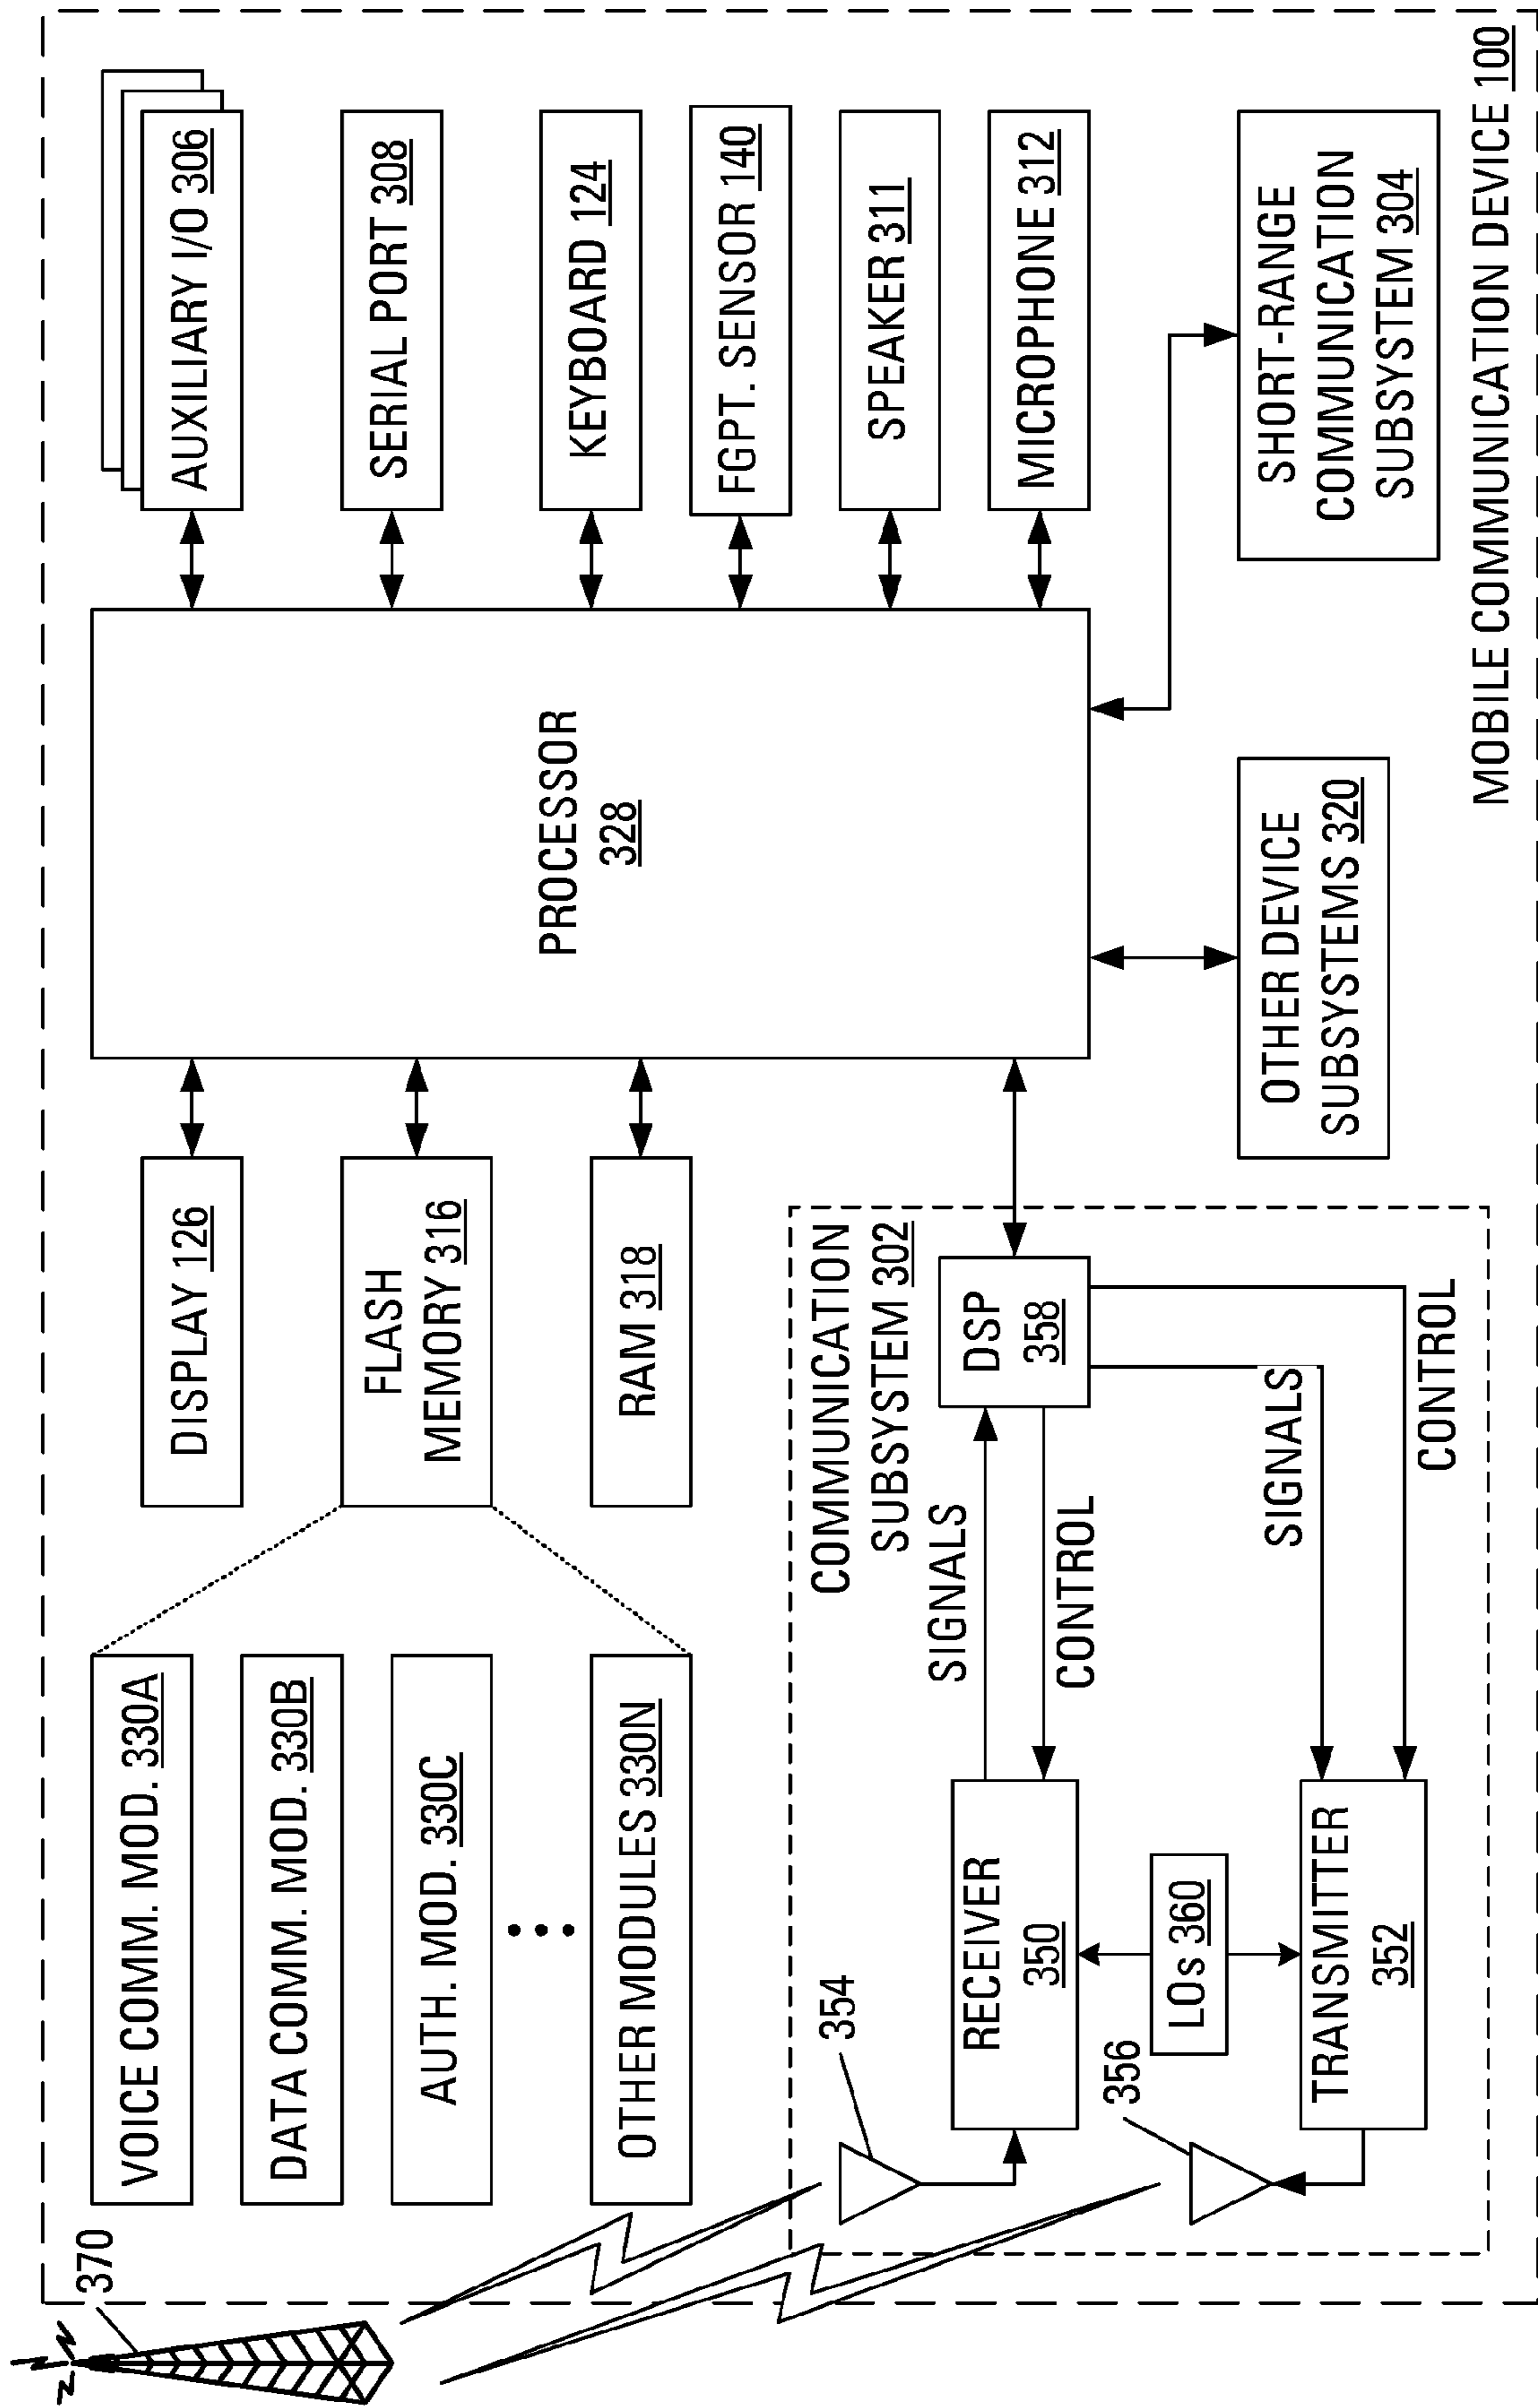 370
VOICE COMM. MOD. 330A
DATA COMM. MOD. 330B
AUTH. MOD. 330C
OTHER MODULES 330N
DISPLAY 126
FLASH
MEMORY 316
RAM 318
PROCESSOR
328
AUXILIARY I/O 306
SERIAL PORT 308
KEYBOARD 124
FGPT. SENSOR 140
SPEAKER 311
MICROPHONE 312
COMMUNICATION
SUBSYSTEM 302
354
RECEIVER
350
SIGNALS
CONTROL
DSP
358
356
LOs 360
TRANSMITTER
352
SIGNALS
CONTROL
OTHER DEVICE
SUBSYSTEMS 320
SHORT-RANGE
COMMUNICATION
SUBSYSTEM 304
MOBILE COMMUNICATION DEVICE 100